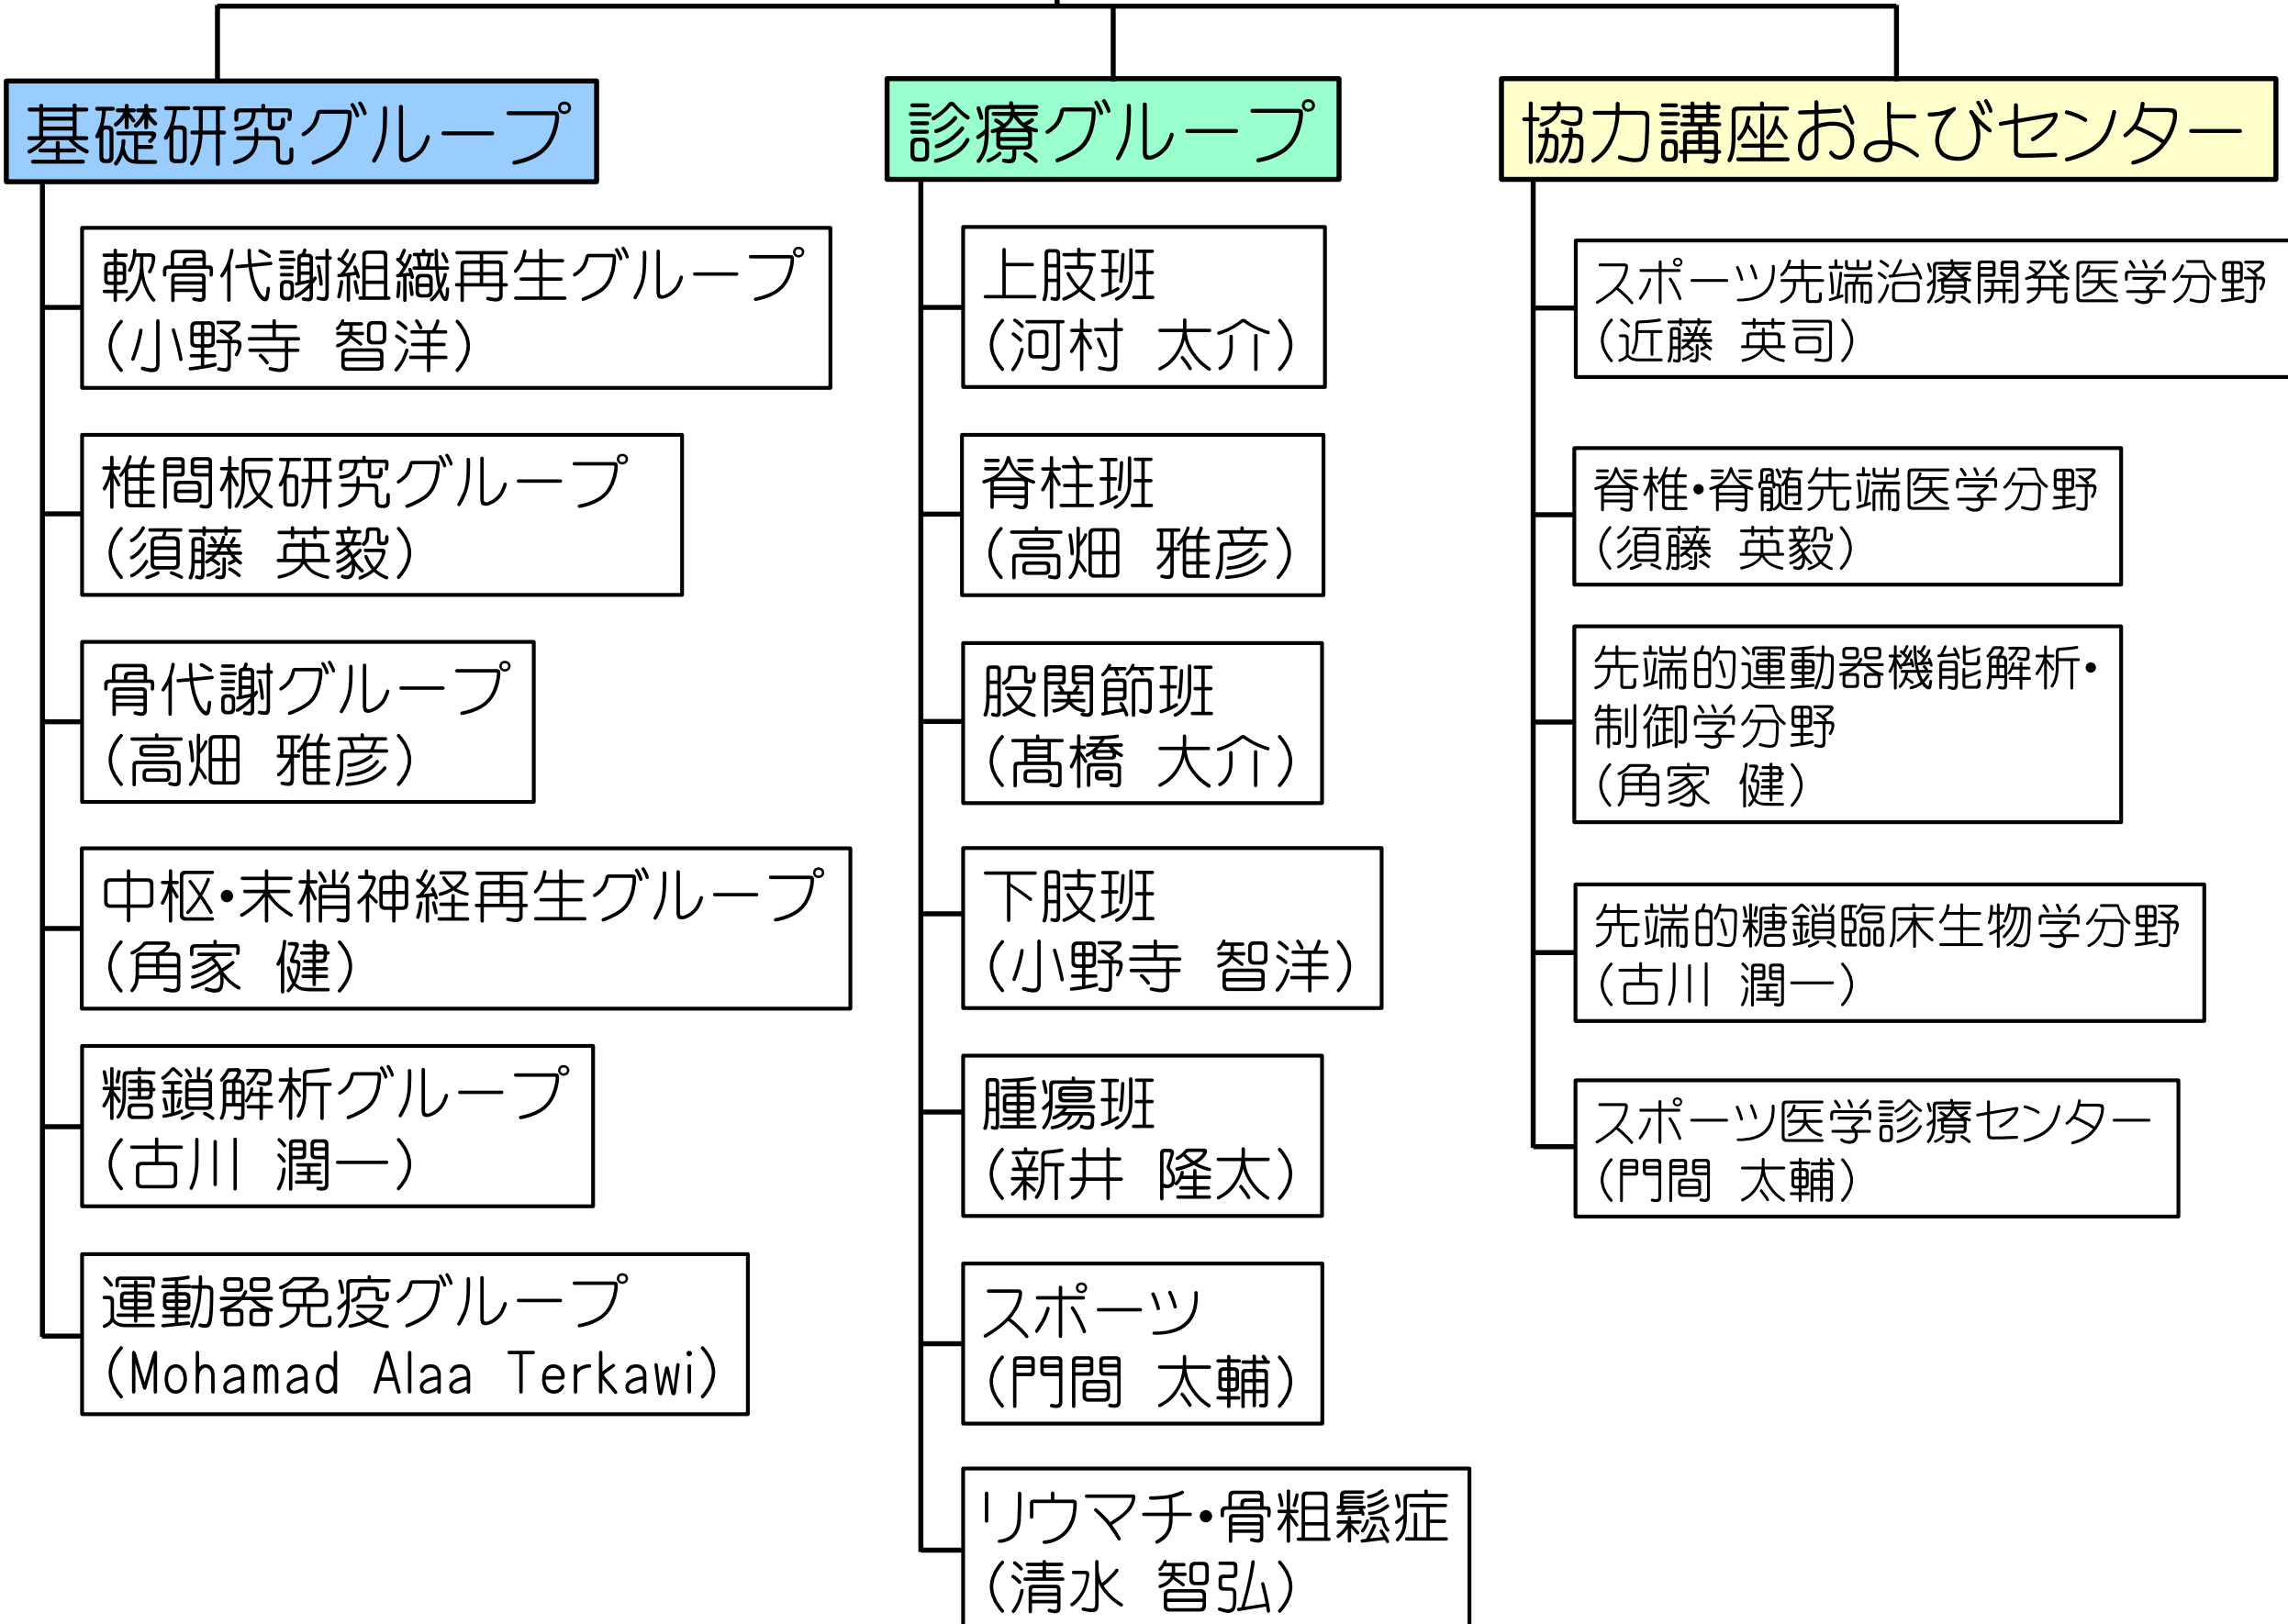 基礎研究グループ
軟骨代謝組織再生グループ
(小野寺 智洋)
椎間板研究グループ
(須藤 英毅)
骨代謝グループ
(高畑 雅彦)
中枢・末梢神経再生グループ
(角家 健)
糖鎖解析グループ
(古川 潤一)
運動器免疫グループ
(Mohamad Alaa Terkawi)
診療グループ
上肢班
(河村 太介)
脊柱班
(高畑 雅彦)
股関節班
(高橋 大介)
下肢班
(小野寺 智洋)
腫瘍班
(新井 隆太)
スポーツ
(門間 太輔)
リウマチ・骨粗鬆症
(清水 智弘)
協力講座およびセンター
スポーツ先端治療開発医学分野
(近藤 英司)
脊椎・脊髄先端医学分野
(須藤 英毅)
先端的運動器機能解析・
制御学分野
(角家 健)
先端的糖鎖臨床生物学分野
(古川 潤一)
スポーツ医学診療センター
(門間 太輔)